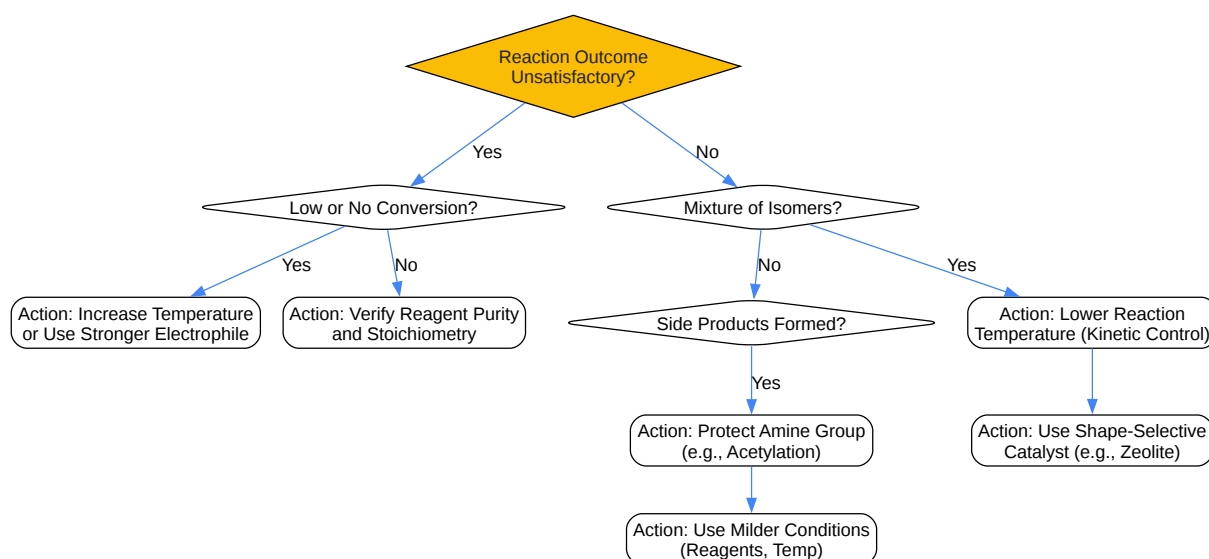 Reaction Outcome
Unsatisfactory?
Yes
No
Low or No Conversion?
Mixture of Isomers?
Yes
No
No
Yes
Action: Increase Temperature
or Use Stronger Electrophile
Action: Verify Reagent Purity
and Stoichiometry
Side Products Formed?
Action: Lower Reaction
Temperature (Kinetic Control)
Yes
Action: Protect Amine Group
(e.g., Acetylation)
Action: Use Shape-Selective
Catalyst (e.g., Zeolite)
Action: Use Milder Conditions
(Reagents, Temp)